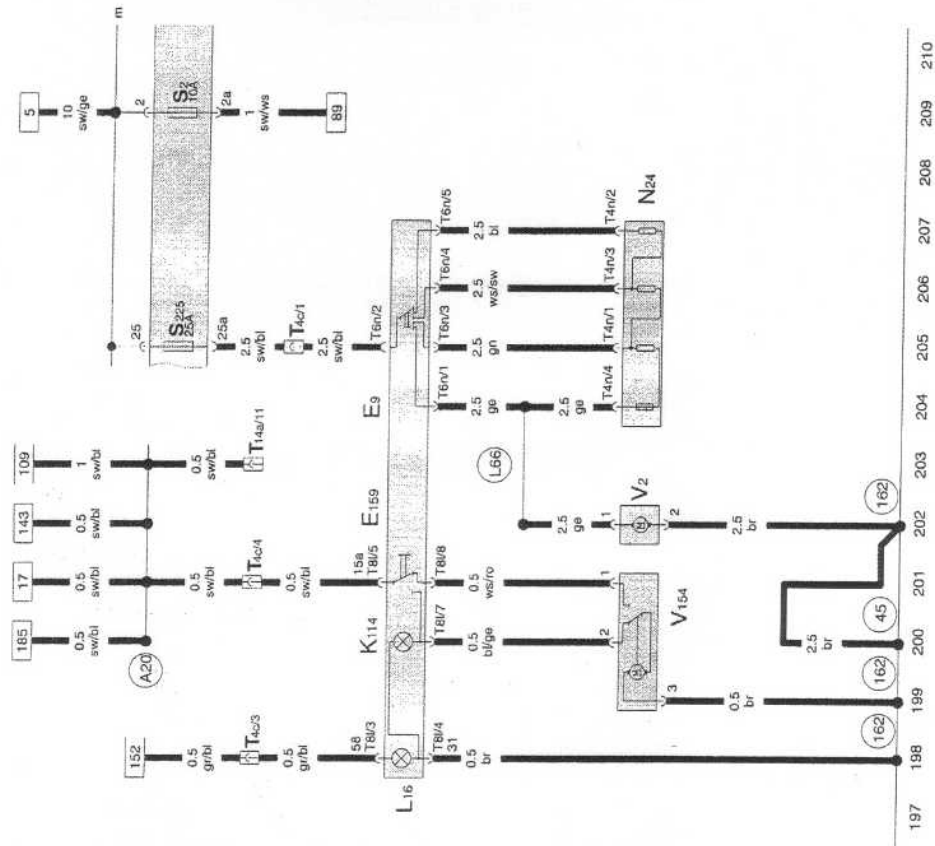 m
5
10
sw/ge
2
S2
10A
2a
1
sw/ws
89
25
S225
25A
25a
2.5
sw/bl
T4c/1
2.5
sw/bl
T6n/2
109
1
sw/bl
0.5
sw/bl
T14a/11
143
0.5
sw/bl
17
0.5
sw/bl
T4c/4
0.5
sw/bl
0.5
sw/bl
185
0.5
sw/bl
A20
152
0.5
gr/bl
T4c/3
0.5
gr/bl
58
T8l/3
15a
T8l/5
L16
K114
E159
E9
T8l/4
31
0.5
br
T8l/7
0.5
bl/ge
T8l/8
0.5
ws/ro
T6n/1
2.5
ge
2.5
ge
T4n/4
T6n/3
2.5
gn
T4n/1
T6n/4
2.5
ws/sw
T4n/3
T6n/5
2.5
bl
T4n/2
N24
L66
2.5
ge
1
V2
M
2
2.5
br
2
1
V154
M
3
0.5
br
2.5
br
162
162
45
162
197
198
199
200
201
202
203
204
205
206
207
208
209
210